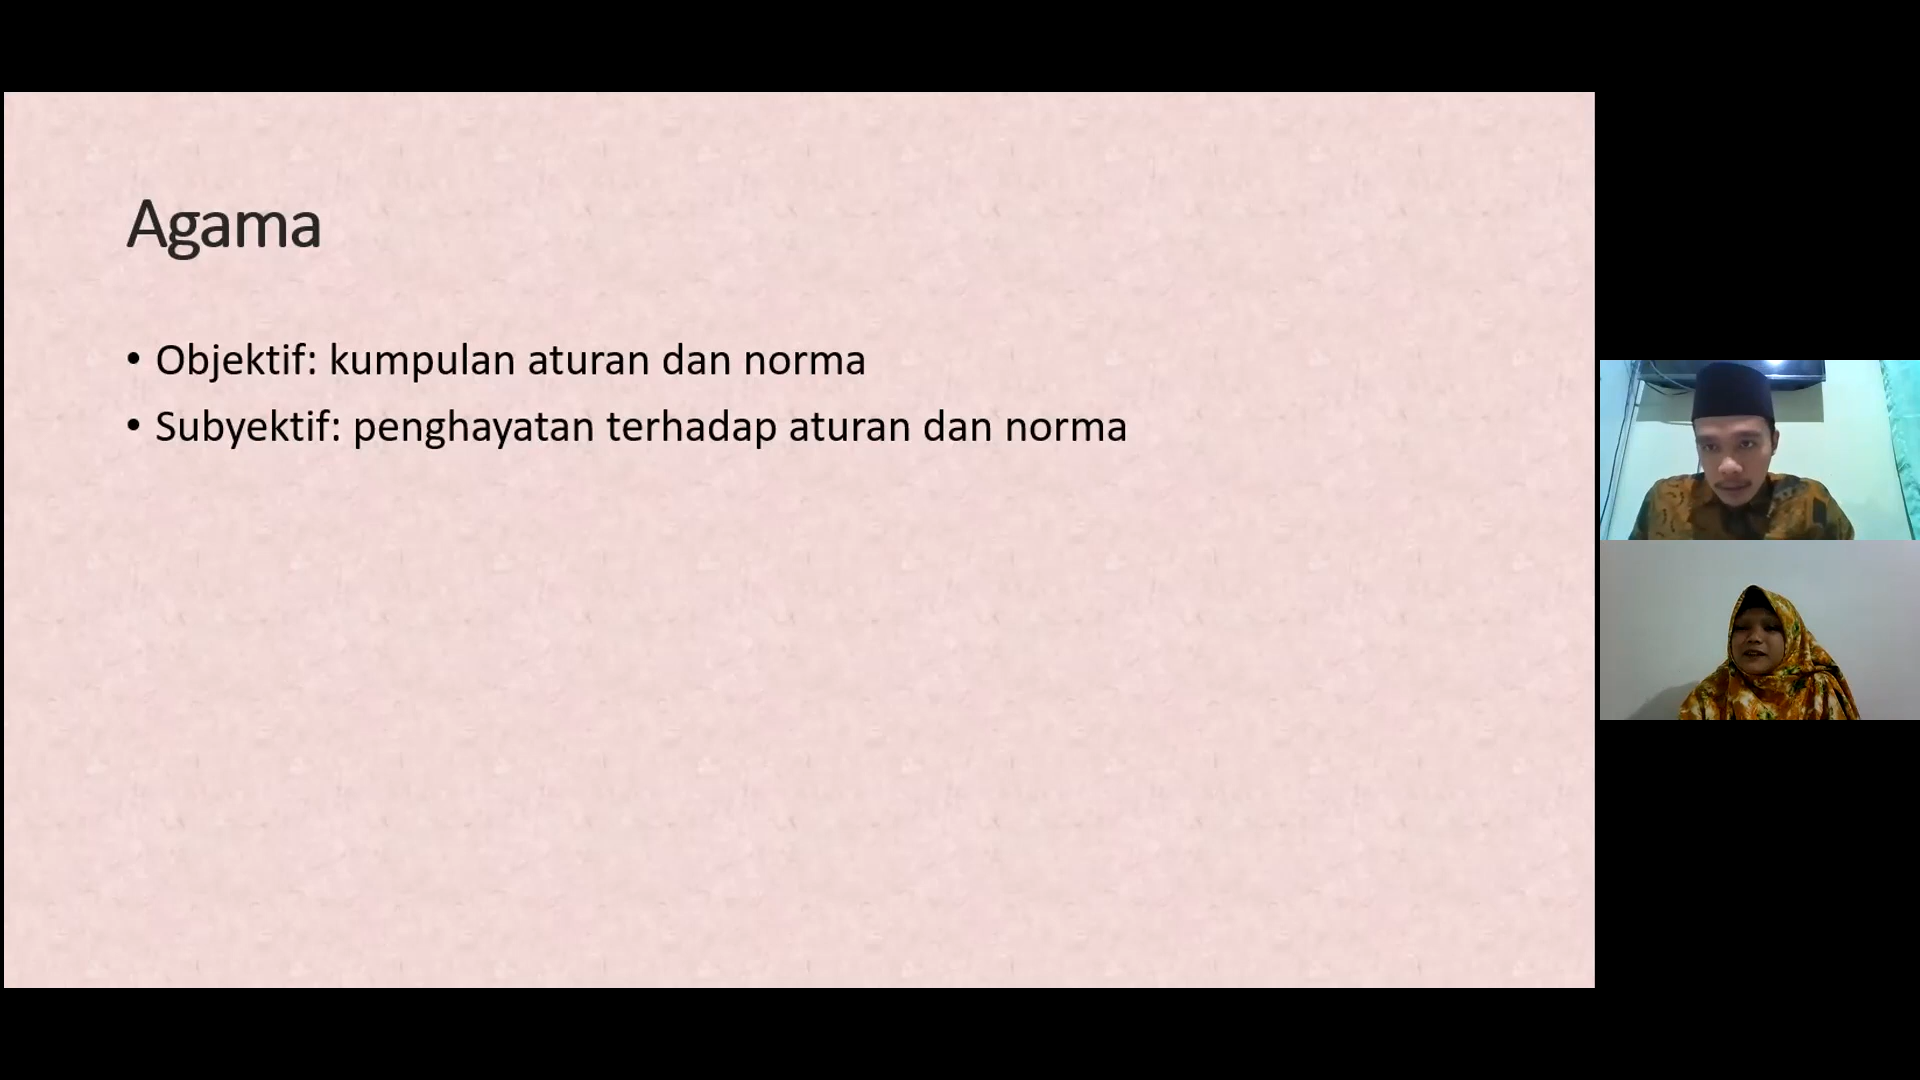 Agama
• Objektif: kumpulan aturan dan norma
• Subyektif: penghayatan terhadap aturan dan norma